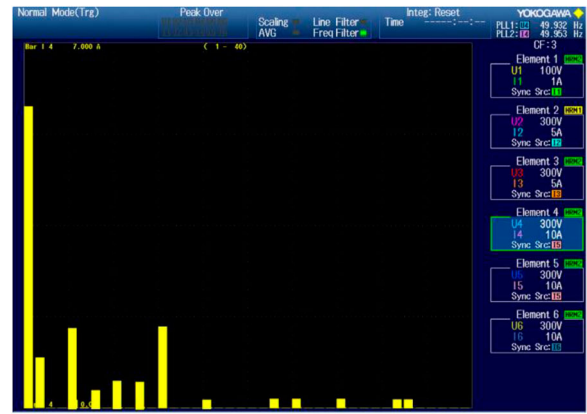 Normal Mode(Trg)
Peak Over
Scaling
AVG
Line Filter
Freq Filter
Integ: Reset
Time -----:--:--
YOKOGAWA
PLL1: 49.932 Hz
PLL2: 49.953 Hz
CF:3
Bar I 4 7.000 A ( 1 - 40)
Element 1
U1 100V
I1 1A
Sync Src: I1
Element 2 HRM1
U2 300V
I2 5A
Sync Src: I2
Element 3
U3 300V
I3 5A
Sync Src: I3
Element 4
U4 300V
I4 10A
Sync Src: I5
Element 5
U5 300V
I5 10A
Sync Src: I5
Element 6
U6 300V
I6 10A
Sync Src: I6
4